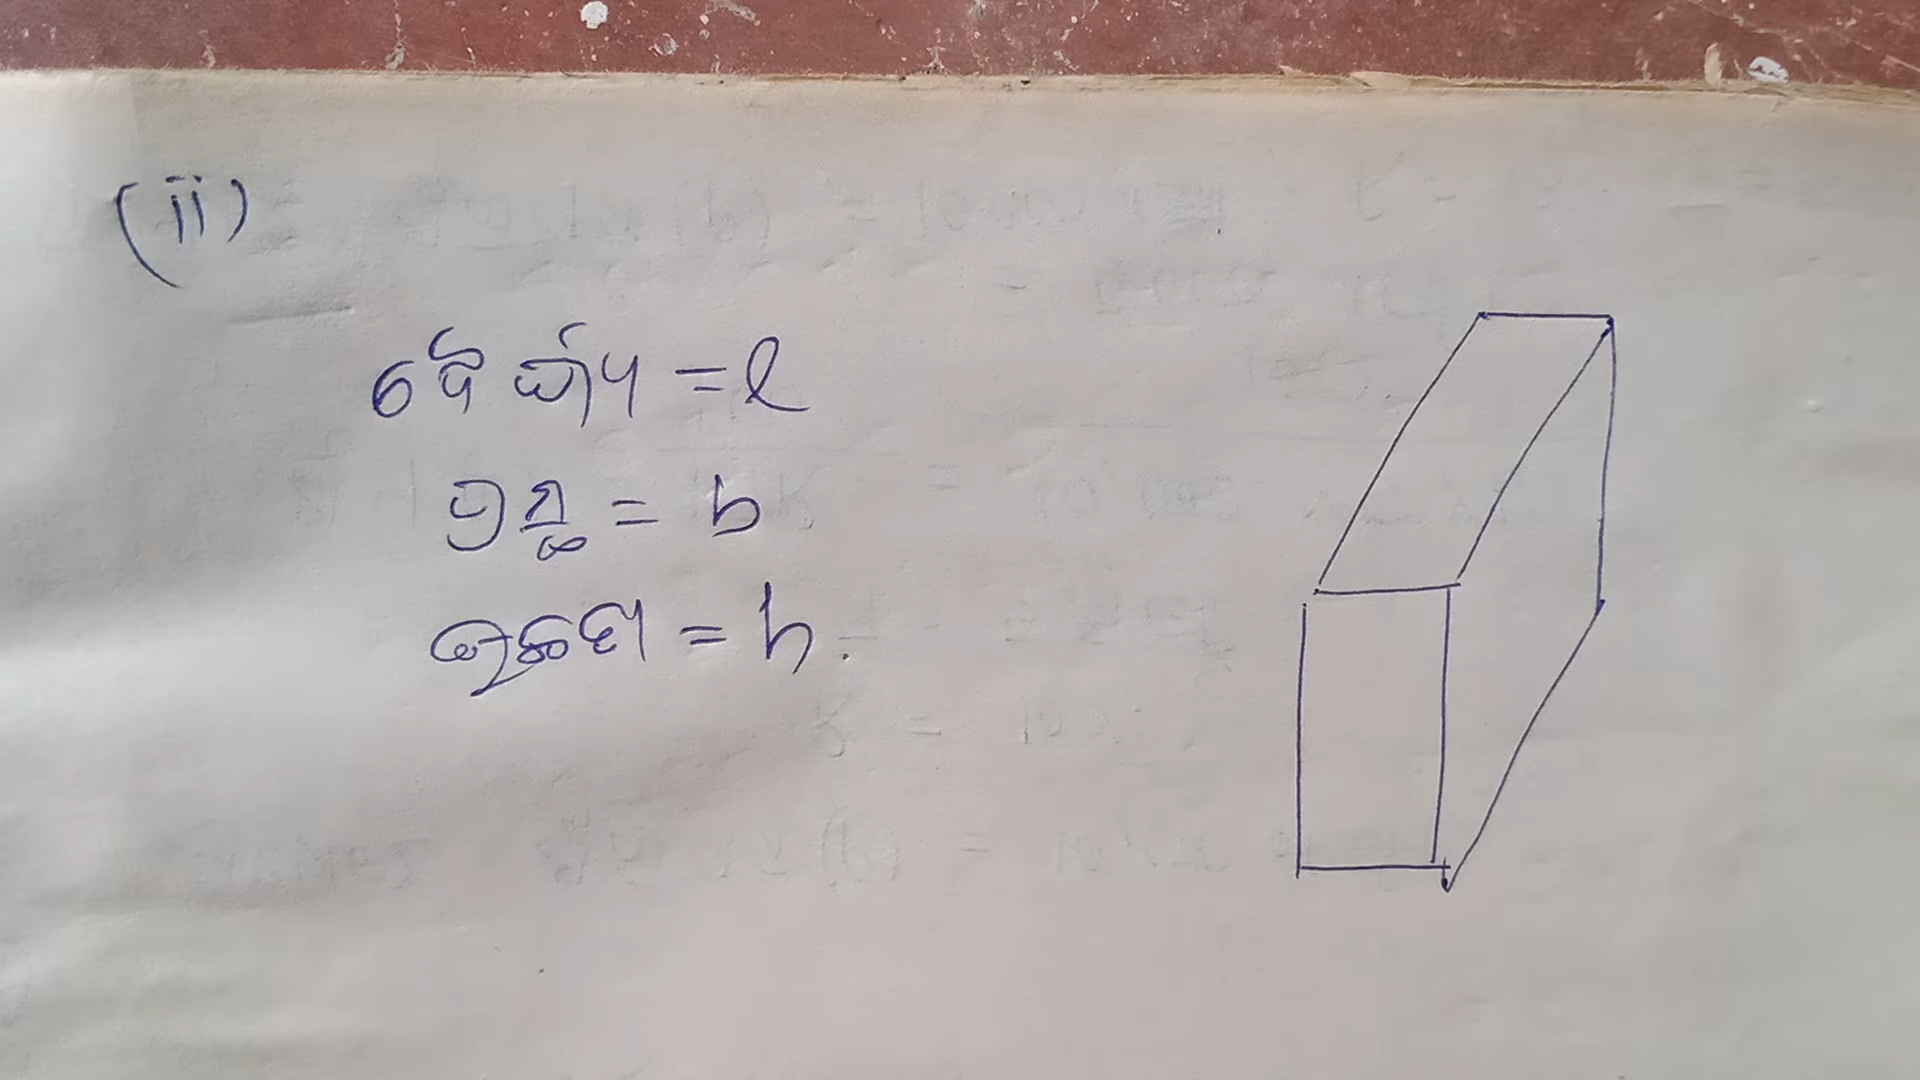 (ii)
ଦୈର୍ଘ୍ୟ = l
ପ୍ରସ୍ଥ = b
ଉଚ୍ଚତା = h.